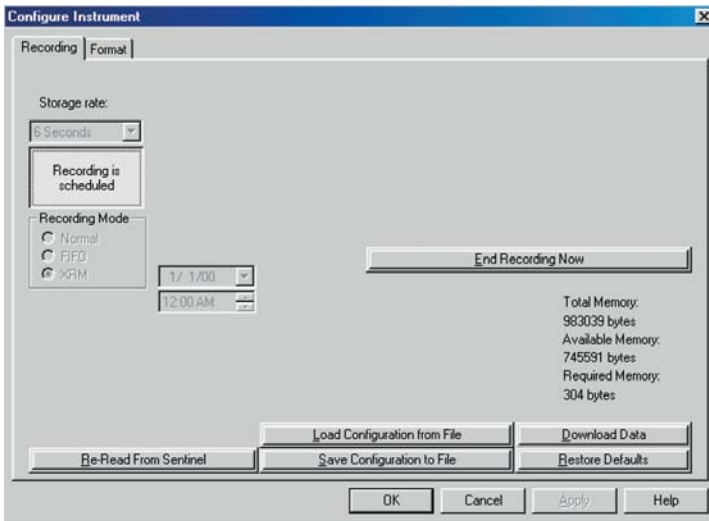 Configure Instrument
Recording
Format
Storage rate:
6 Seconds
Recording is
scheduled
Recording Mode
Normal
FIFO
XRM
1/ 1/00
12:00 AM
End Recording Now
Total Memory:
983039 bytes
Available Memory:
745591 bytes
Required Memory:
304 bytes
Load Configuration from File
Download Data
Re-Read From Sentinel
Save Configuration to File
Restore Defaults
OK
Cancel
Apply
Help